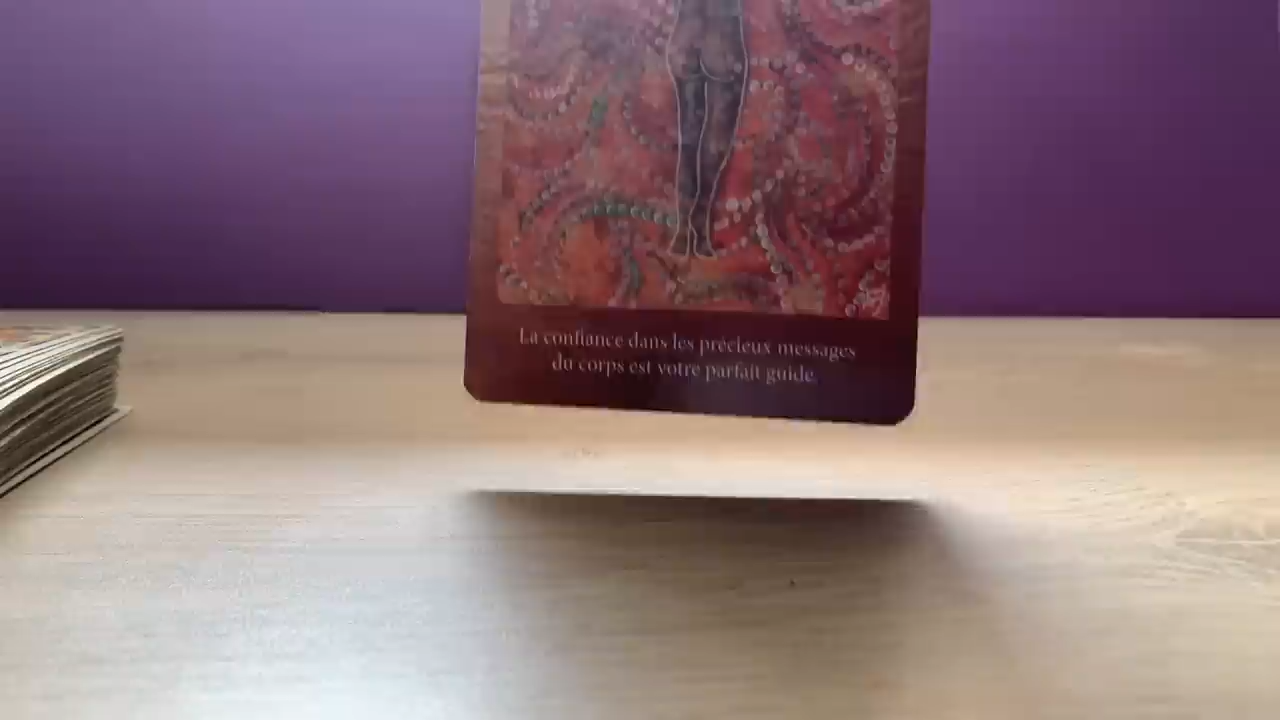 La confiance dans les précieux messages
du corps est votre parfait guide.